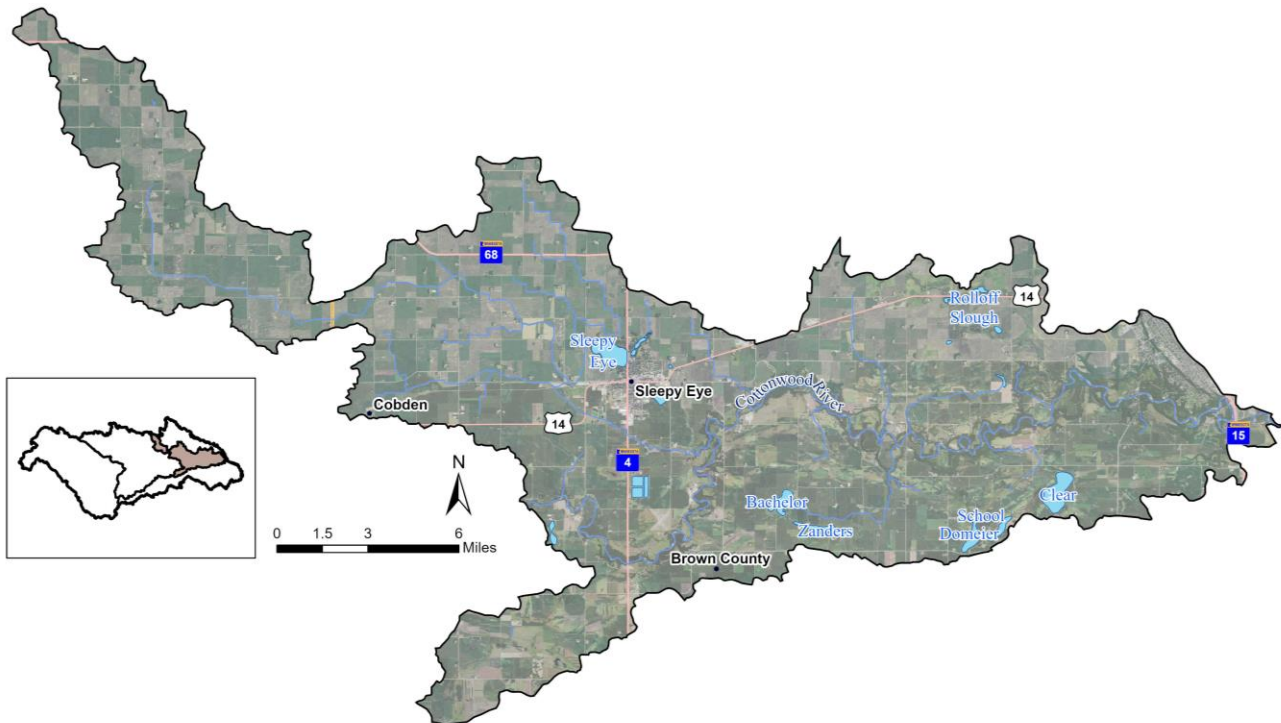 68
14
Rolloff
Slough
Sleepy
Eye
Sleepy Eye
Cottonwood River
Cobden
14
15
4
N
Clear
Bachelor
School
Domeier
Zanders
0 1.5 3 6
Miles
Brown County